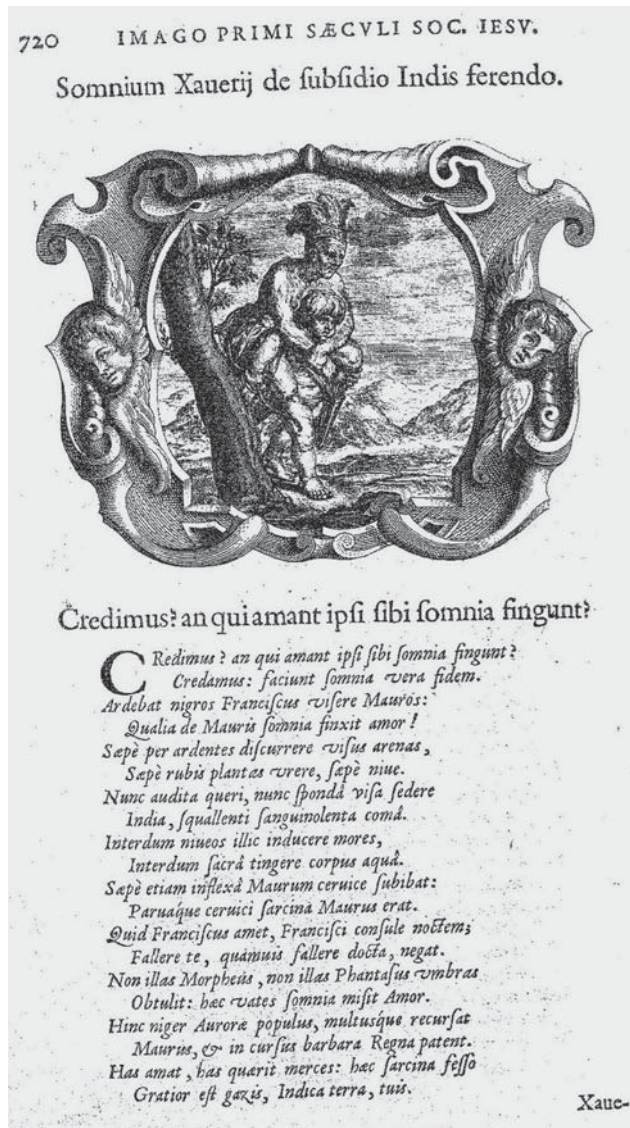 720 IMAGO PRIMI SÆCVLI SOC. IESV.
Somnium Xauerij de ſubſidio Indis ferendo.
Credimus? an qui amant ipſi ſibi ſomnia fingunt?
CRedimus? an qui amant ipſi ſibi ſomnia fingunt?
Credamus: faciunt ſomnia vera fidem.
Ardebat nigros Franciſcus viſere Mauros:
Qualia de Mauris ſomnia finxit amor!
Sæpè per ardentes diſcurrere viſus arenas,
Sæpè rubis plantas vrere, ſæpè niue.
Nunc audita queri, nunc ſpondâ viſa ſedere
India, ſquallenti ſanguinolenta comâ.
Interdum niueos illic inducere mores,
Interdum ſacrâ tingere corpus aquâ.
Sæpè etiam inflexâ Maurum ceruice ſubibat:
Paruáque ceruici ſarcina Maurus erat.
Quid Franciſcus amet, Franciſci conſule noctem;
Fallere te, quamuis fallere docta, negat.
Non illas Morpheus, non illas Phantaſus vmbras
Obtulit: hæc vates ſomnia miſit Amor.
Hinc niger Auroræ populus, multúsque recurſat
Maurus, & in curſus barbara Regna patent.
Has amat, has quærit merces: hæc ſarcina feſſo
Gratior eſt gazis, Indica terra, tuis.
Xaue-